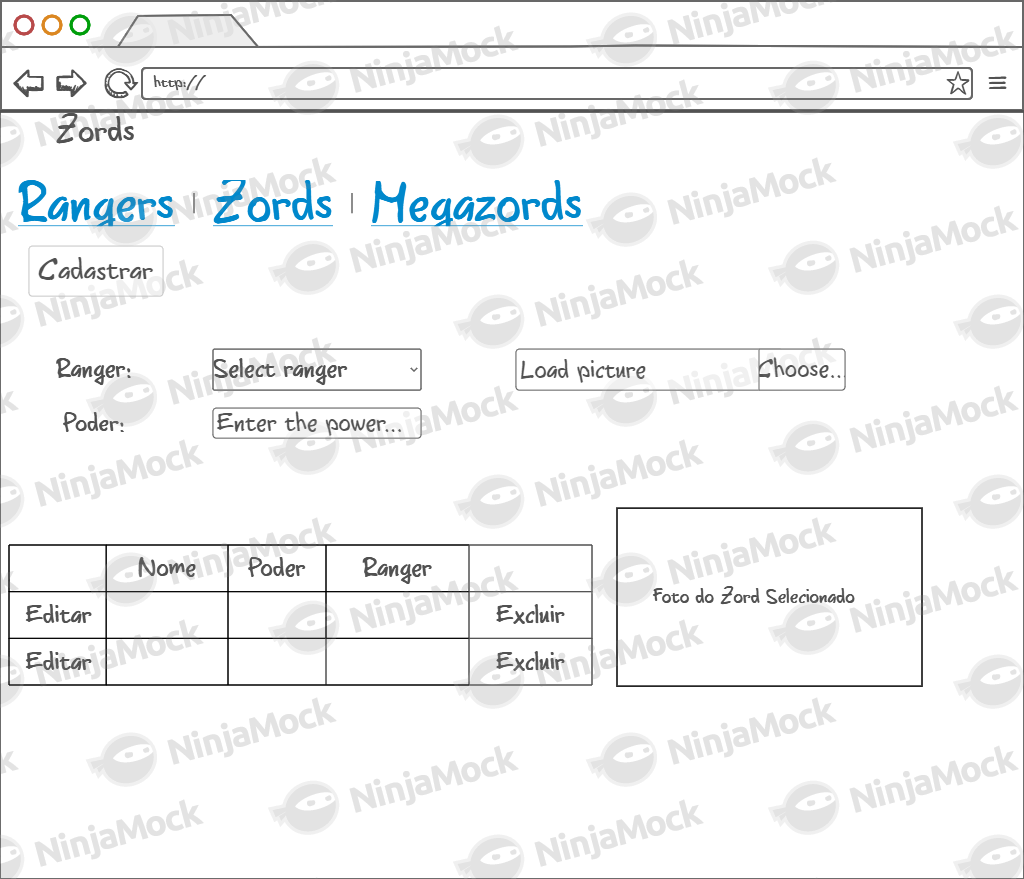 http://
Zords
Rangers | Zords | Megazords
Cadastrar
Ranger: Select ranger Load picture Choose...
Poder: Enter the power...
Nome Poder Ranger
Editar Excluir
Editar Excluir
Foto do Zord Selecionado
NinjaMock